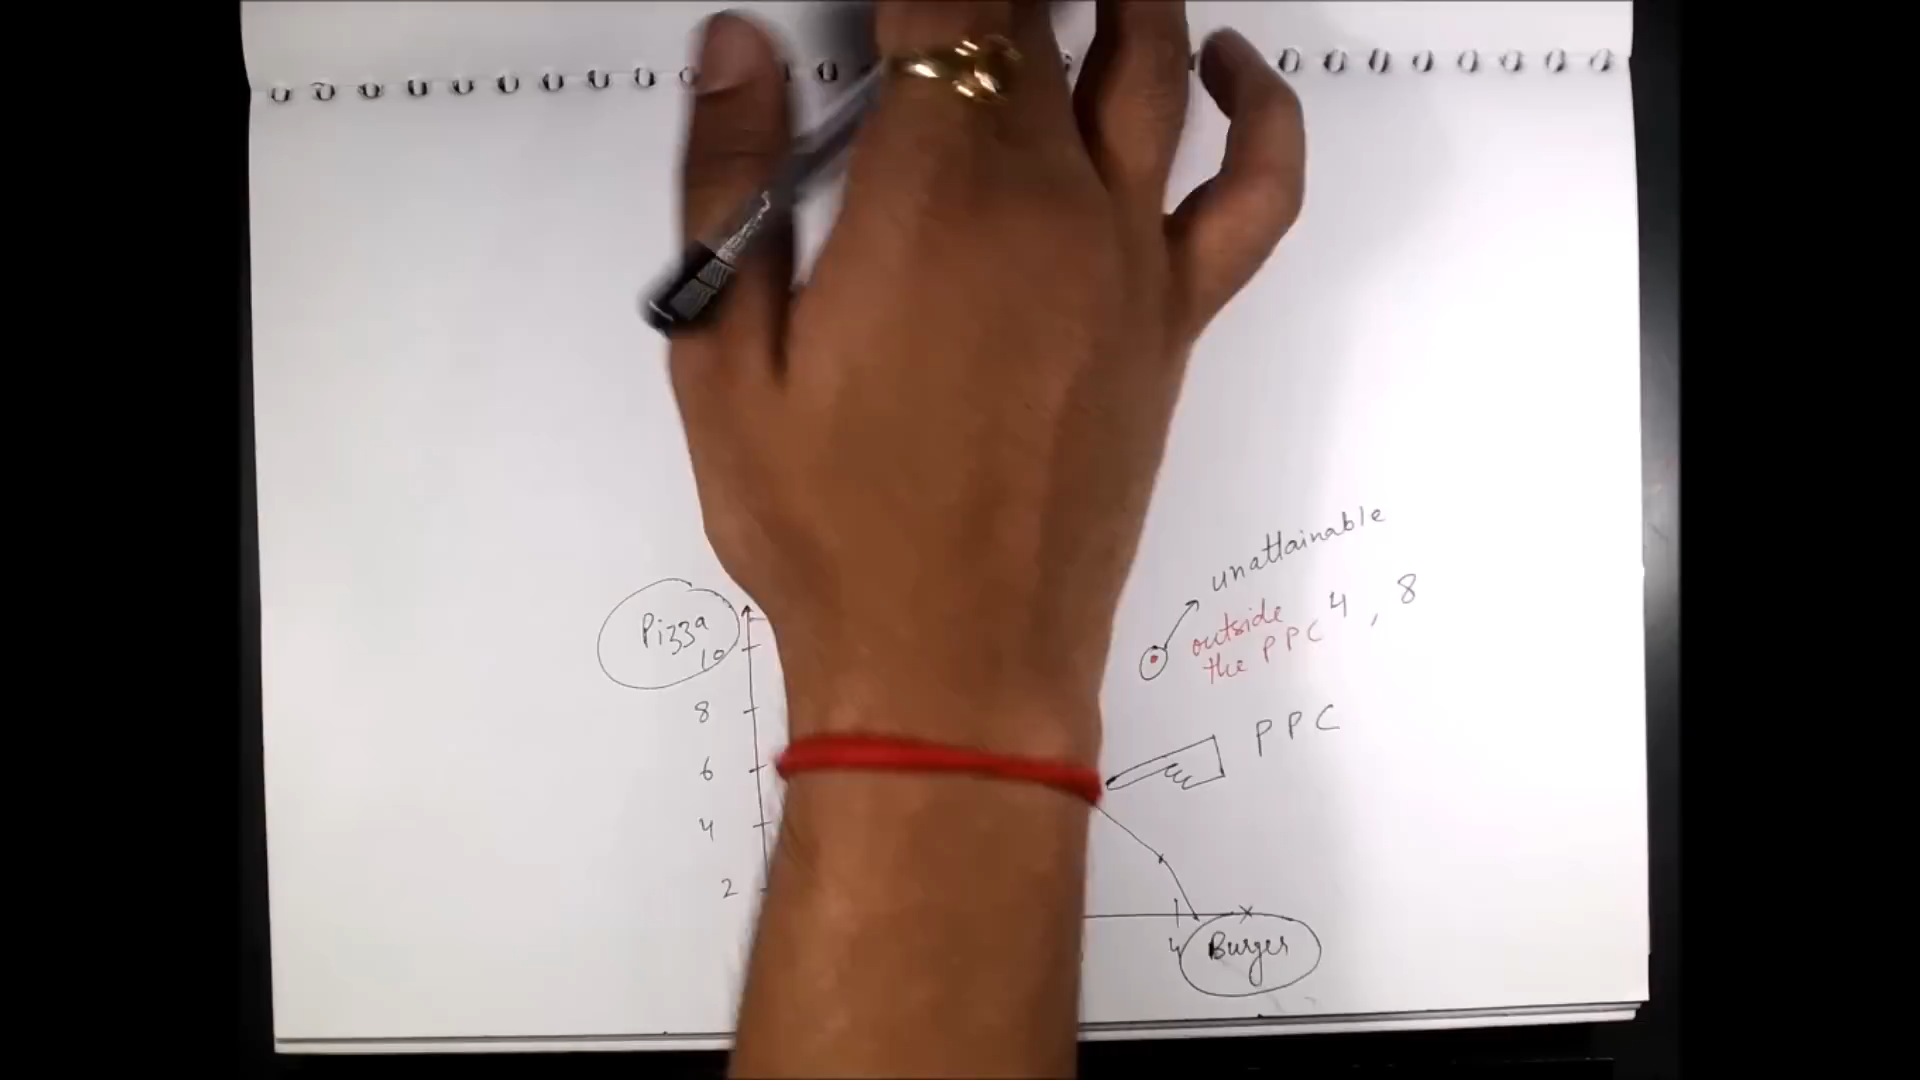 unattainable
outside 4 , 8
the PPC
Pizza
10
8
PPC
6
4
2
4
Burger